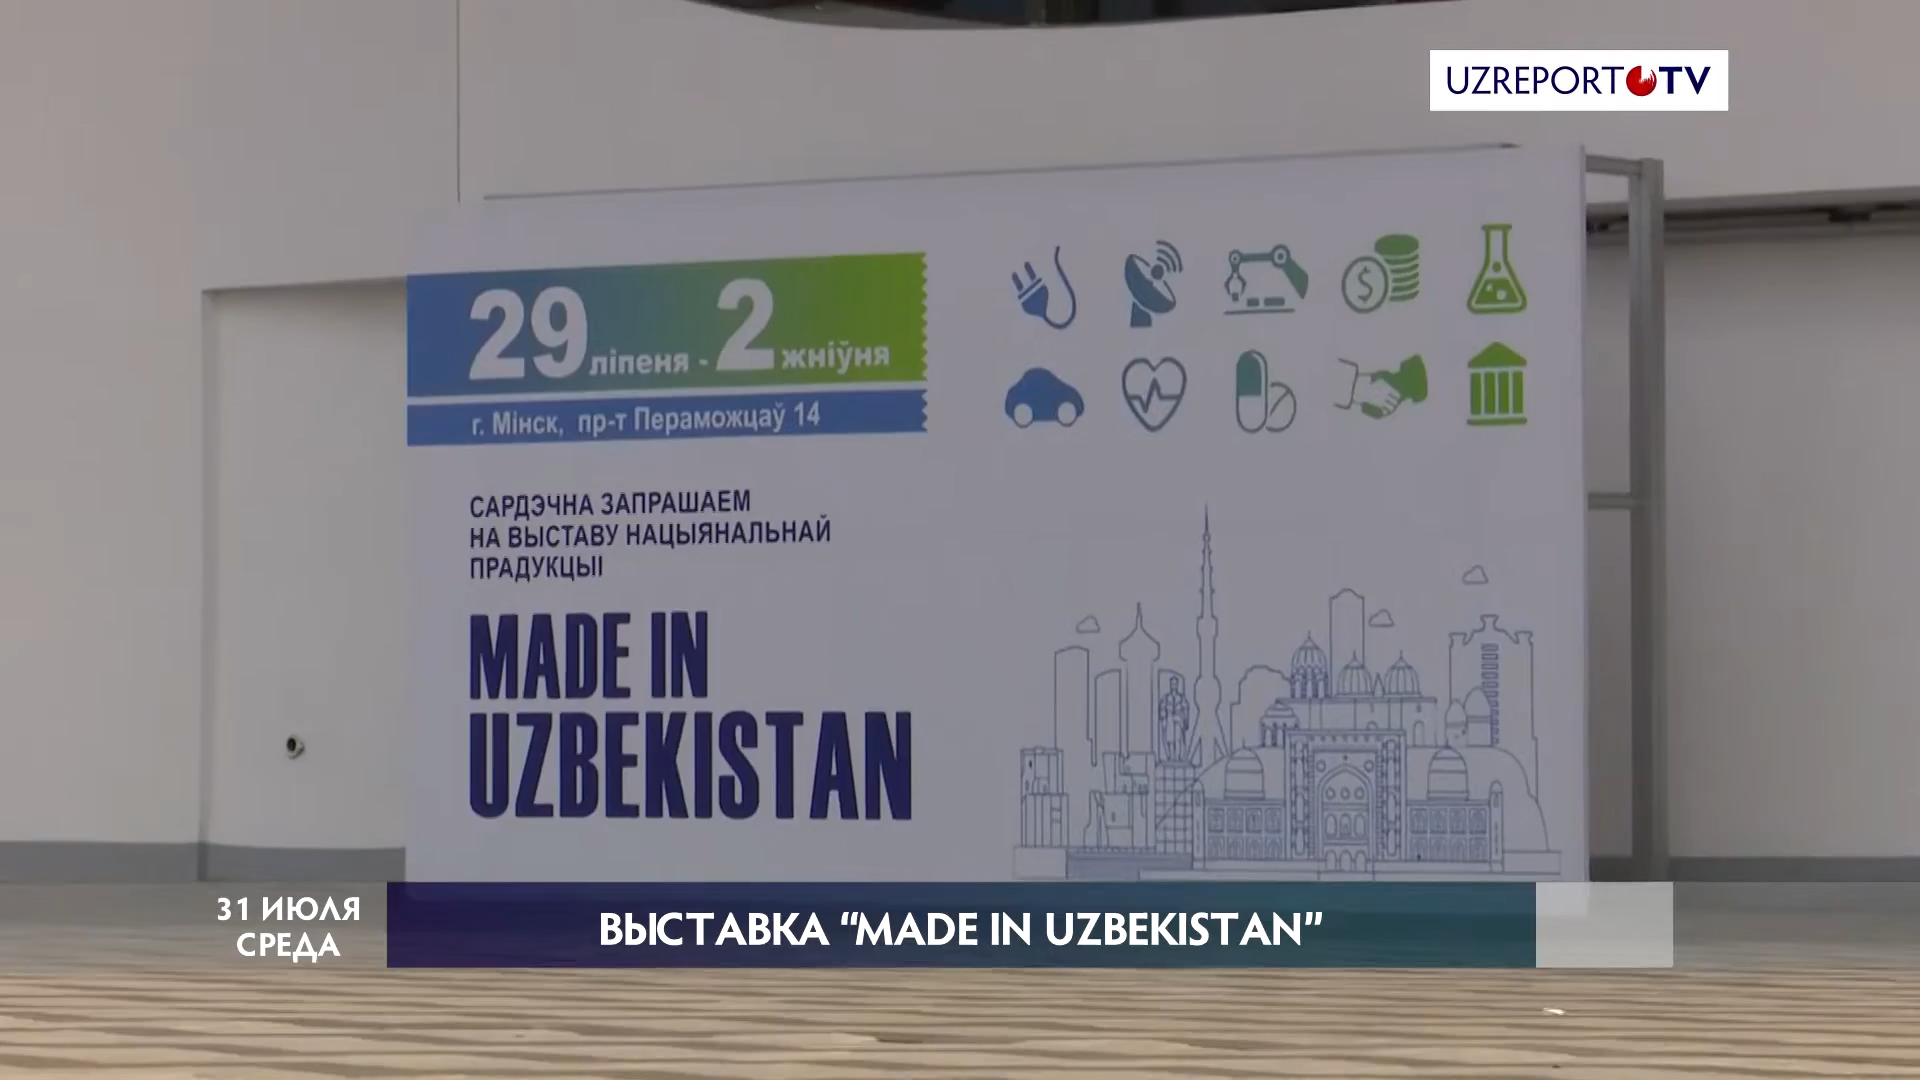 UZREPORT TV
29 ліпеня - 2 жніўня
г. Мінск, пр-т Пераможцаў 14
САРДЭЧНА ЗАПРАШАЕМ
НА ВЫСТАВУ НАЦЫЯНАЛЬНАЙ
ПРАДУКЦЫІ
MADE IN
UZBEKISTAN
31 ИЮЛЯ
СРЕДА
ВЫСТАВКА “MADE IN UZBEKISTAN”